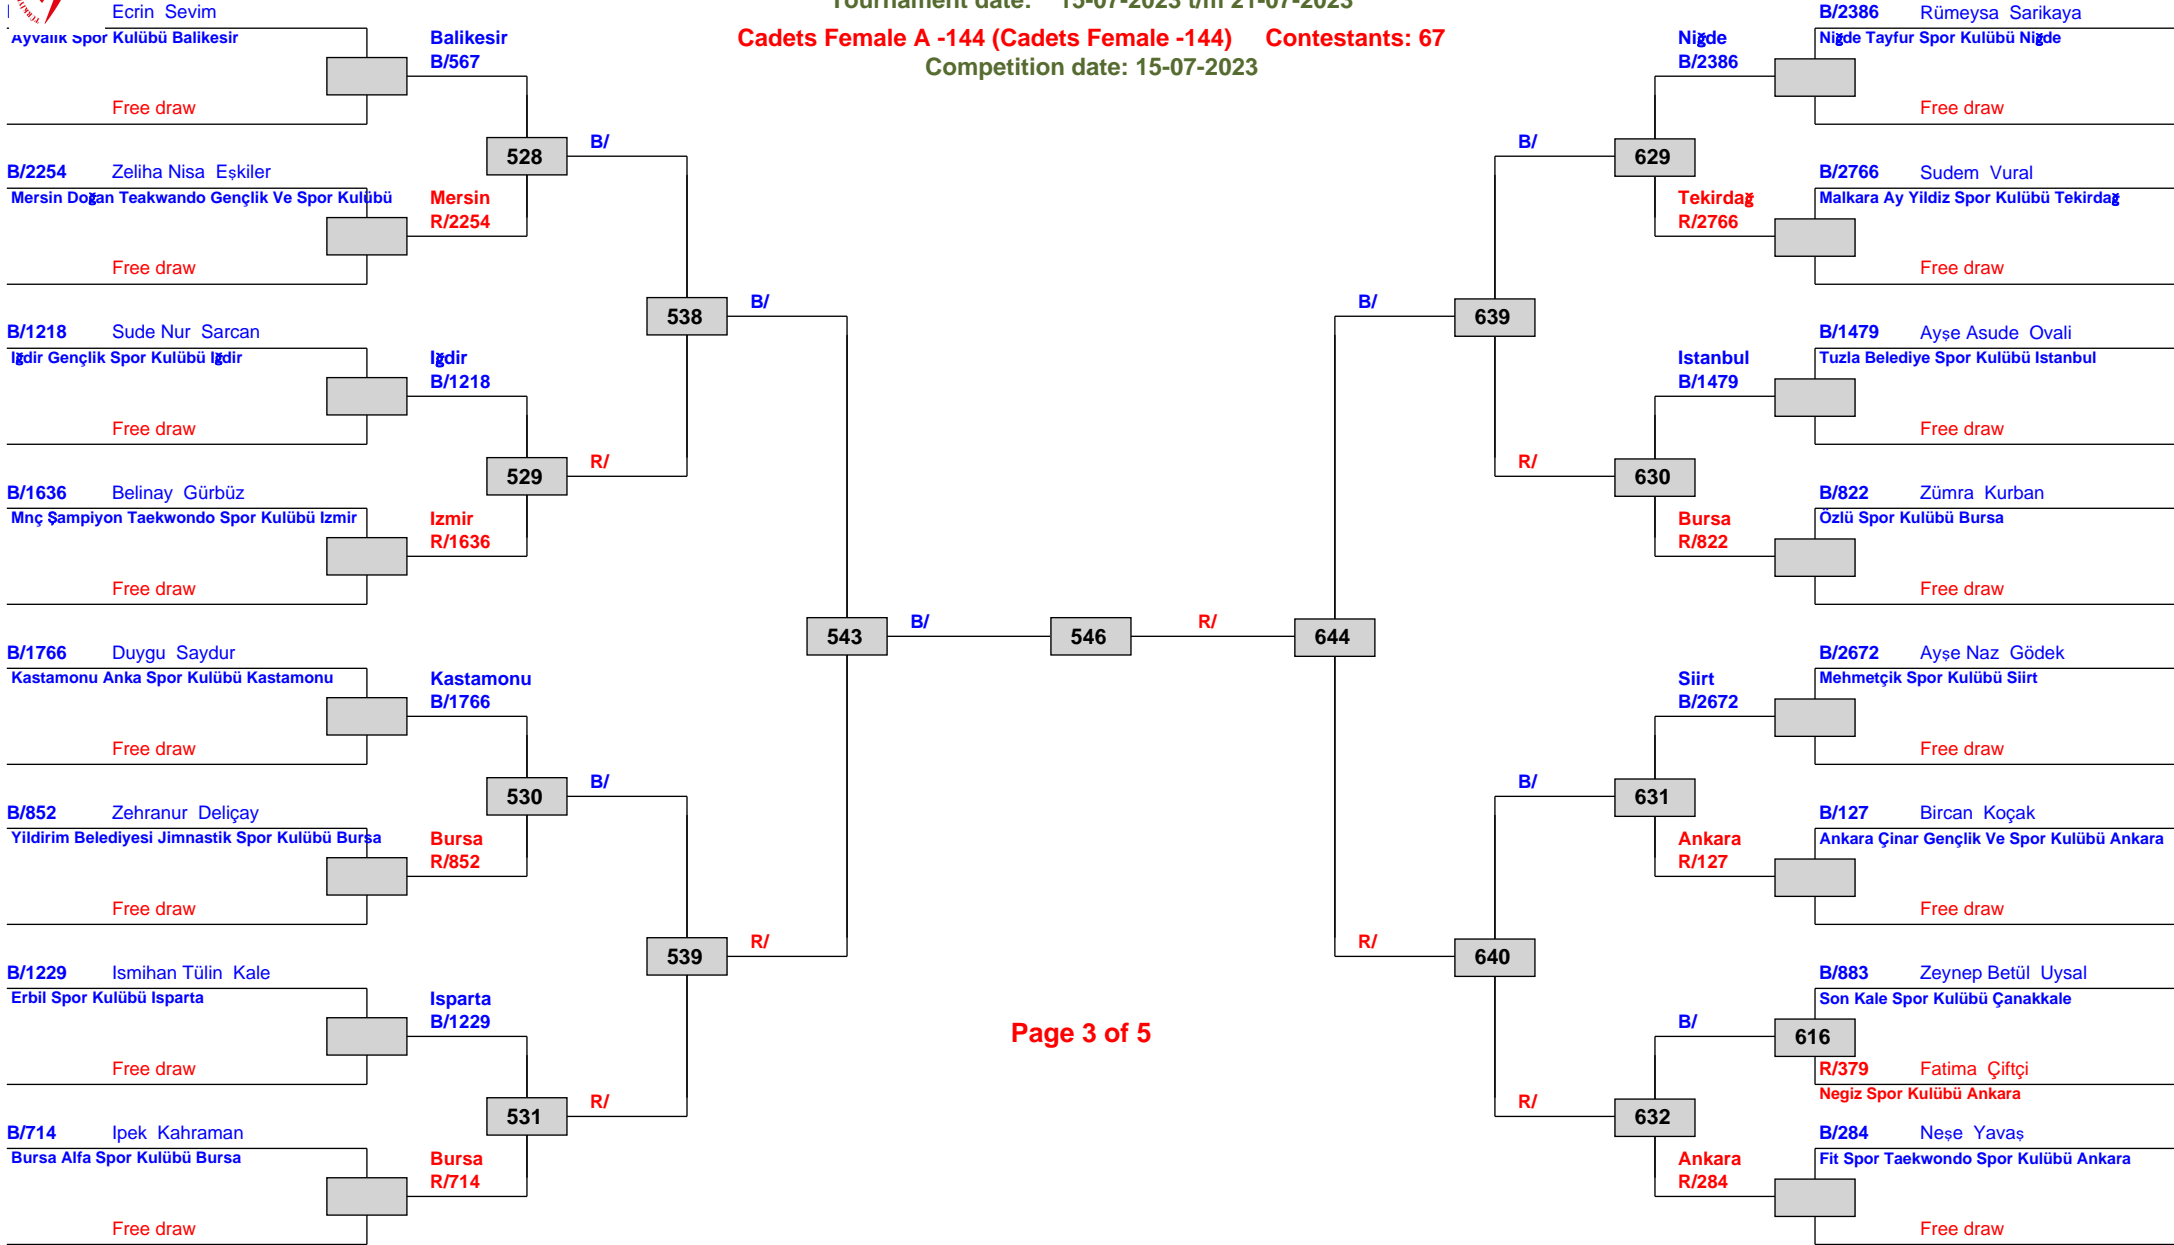 Tournament date: 15-07-2023 t/m 21-07-2023
Cadets Female A -144 (Cadets Female -144) Contestants: 67
Competition date: 15-07-2023
Ecrin Sevim
Ayvalik Spor Kulübü Balikesir
Free draw
Balikesir
B/567
B/2254 Zeliha Nisa Eşkiler
Mersin Doğan Teakwando Gençlik Ve Spor Kulübü
Free draw
Mersin
R/2254
528
B/
B/1218 Sude Nur Sarcan
Iğdir Gençlik Spor Kulübü Iğdir
Free draw
Iğdir
B/1218
B/1636 Belinay Gürbüz
Mnç Şampiyon Taekwondo Spor Kulübü Izmir
Free draw
Izmir
R/1636
529
R/
538
B/
B/1766 Duygu Saydur
Kastamonu Anka Spor Kulübü Kastamonu
Free draw
Kastamonu
B/1766
B/852 Zehranur Deliçay
Yildirim Belediyesi Jimnastik Spor Kulübü Bursa
Free draw
Bursa
R/852
530
B/
B/1229 Ismihan Tülin Kale
Erbil Spor Kulübü Isparta
Free draw
Isparta
B/1229
B/714 Ipek Kahraman
Bursa Alfa Spor Kulübü Bursa
Free draw
Bursa
R/714
531
R/
539
R/
543
B/
546
R/
644
B/
639
B/
629
Niğde
B/2386
B/2386 Rümeysa Sarikaya
Niğde Tayfur Spor Kulübü Niğde
Free draw
Tekirdağ
R/2766
B/2766 Sudem Vural
Malkara Ay Yildiz Spor Kulübü Tekirdağ
Free draw
R/
630
Istanbul
B/1479
B/1479 Ayşe Asude Ovali
Tuzla Belediye Spor Kulübü Istanbul
Free draw
Bursa
R/822
B/822 Zümra Kurban
Özlü Spor Kulübü Bursa
Free draw
R/
640
B/
631
Siirt
B/2672
B/2672 Ayşe Naz Gödek
Mehmetçik Spor Kulübü Siirt
Free draw
Ankara
R/127
B/127 Bircan Koçak
Ankara Çinar Gençlik Ve Spor Kulübü Ankara
Free draw
R/
632
B/
616
B/883 Zeynep Betül Uysal
Son Kale Spor Kulübü Çanakkale
R/379 Fatima Çiftçi
Negiz Spor Kulübü Ankara
Ankara
R/284
B/284 Neşe Yavaş
Fit Spor Taekwondo Spor Kulübü Ankara
Free draw
Page 3 of 5